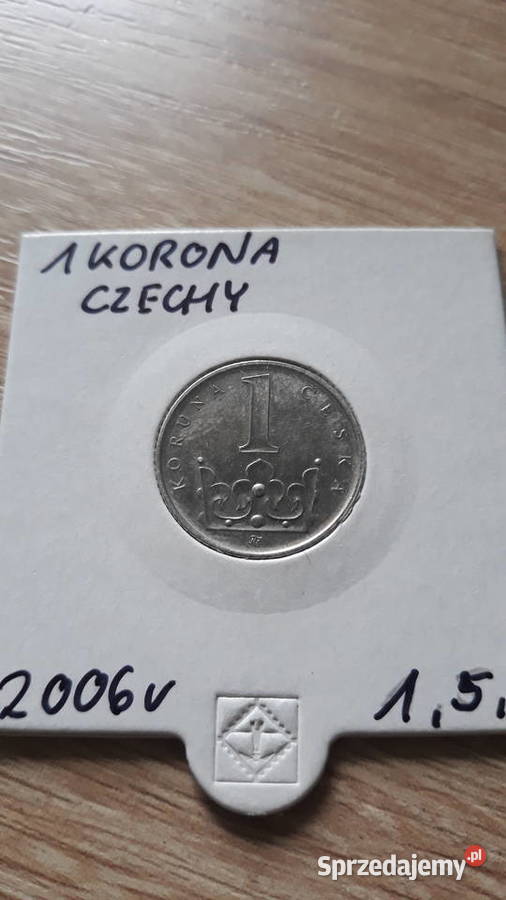 1 KORONA
CZECHY
1
KORUNA ČESKÁ
2006v 1,5.
Sprzedajemy.pl